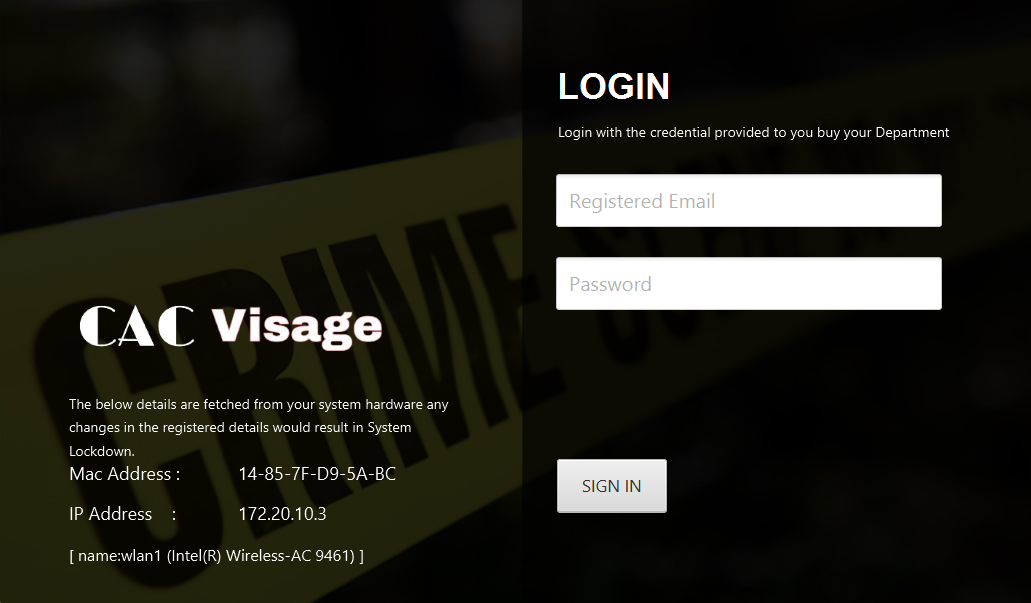 CRIME SCENE
CAC Visage
The below details are fetched from your system hardware any
changes in the registered details would result in System
Lockdown.
Mac Address :	14-85-7F-D9-5A-BC
IP Address :	172.20.10.3
[ name:wlan1 (Intel(R) Wireless-AC 9461) ]
LOGIN
Login with the credential provided to you buy your Department
Registered Email
Password
SIGN IN